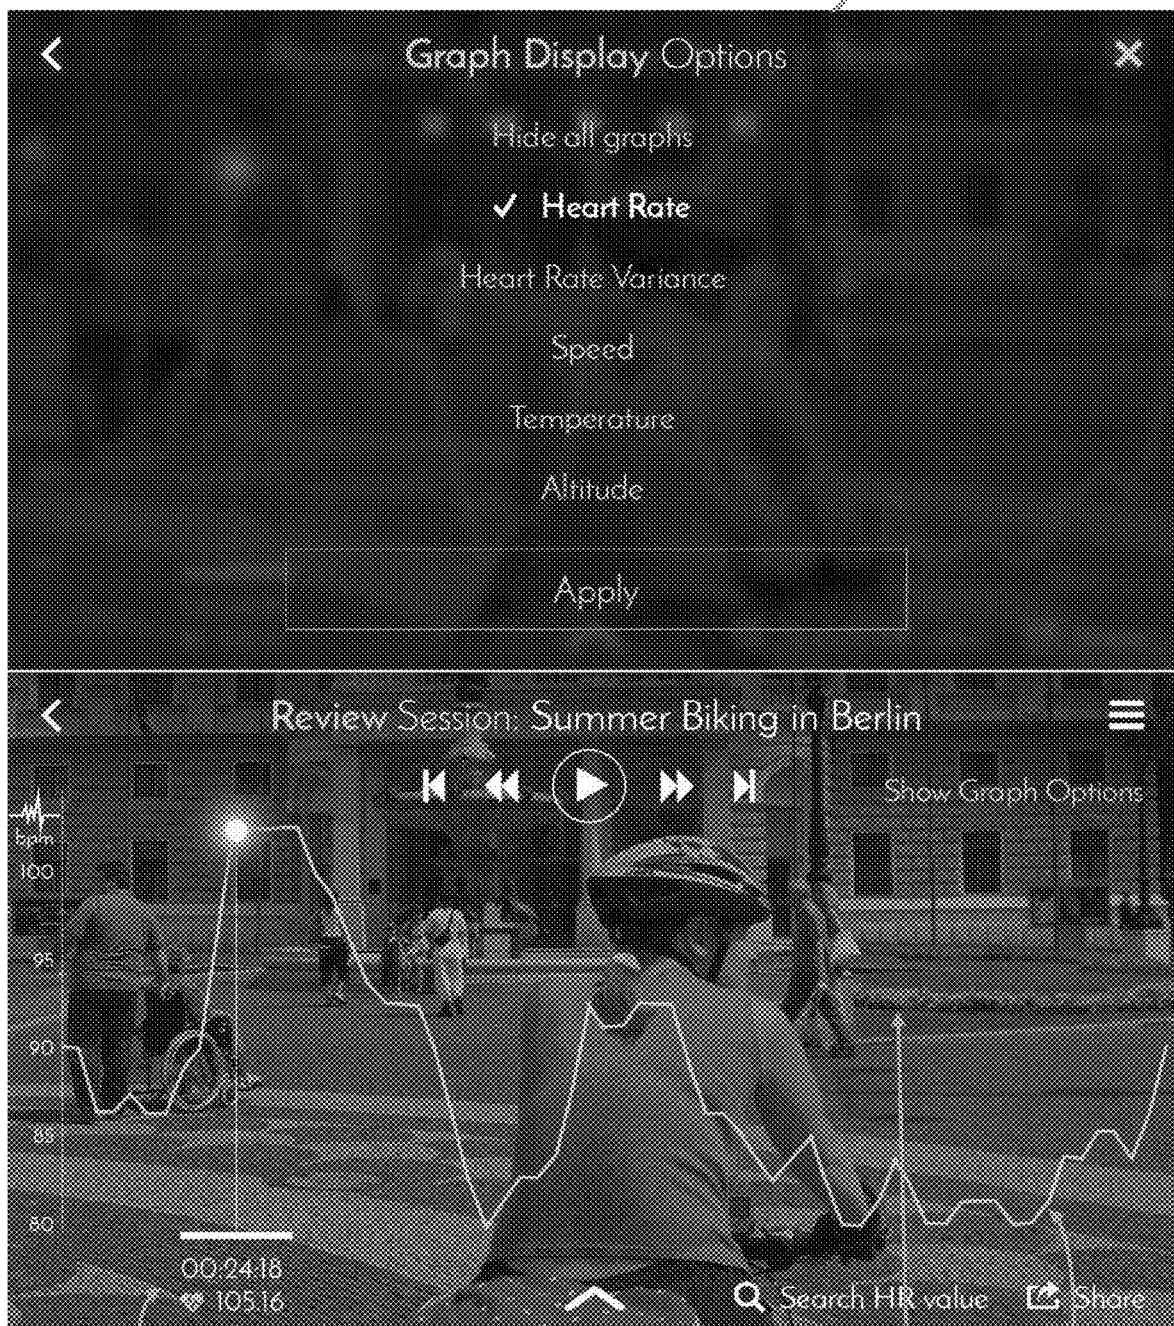 Graph Display Options
Hide all graphs
Heart Rate
Heart Rate Variance
Speed
Temperature
Altitude
Apply
Review Session: Summer Biking in Berlin
Show Graph Options
bpm
100
95
90
85
80
00:24:18
105.16
Search HR value
Share